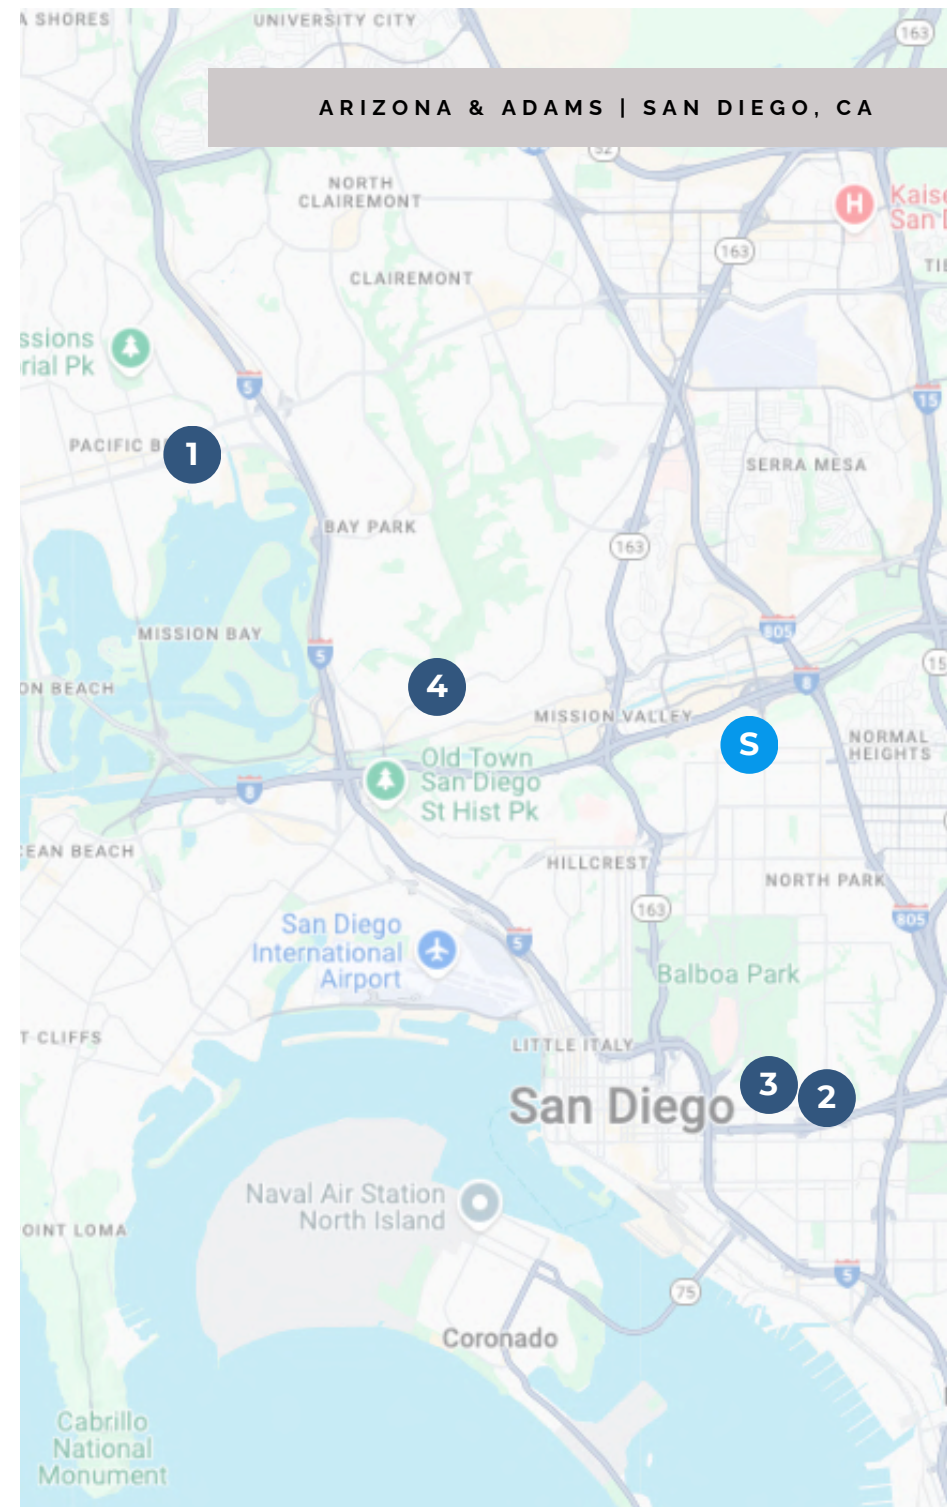 A SHORES
UNIVERSITY CITY
163
ARIZONA & ADAMS | SAN DIEGO, CA
52
NORTH
CLAIREMONT
H
Kaise
San D
163
CLAIREMONT
TIE
ssions
rial Pk
5
15
PACIFIC B
1
SERRA MESA
BAY PARK
163
MISSION BAY
805
5
15
ON BEACH
4
8
MISSION VALLEY
S
NORMAL
HEIGHTS
Old Town
San Diego
St Hist Pk
8
CEAN BEACH
HILLCREST
NORTH PARK
163
805
San Diego
International
Airport
5
Balboa Park
T CLIFFS
LITTLE ITALY
San Diego
3
2
Naval Air Station
North Island
OINT LOMA
5
75
Coronado
Cabrillo
National
Monument